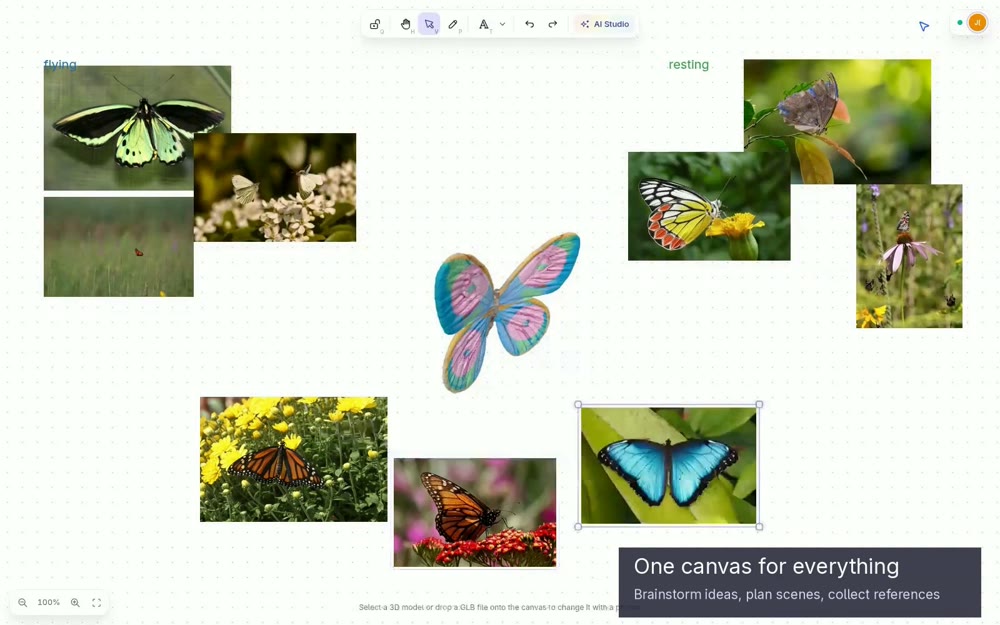 G
H
V
P
T
AI Studio
JI
flying
resting
One canvas for everything
Brainstorm ideas, plan scenes, collect references
100%
Select a 3D model or drop a GLB file onto the canvas to change it with a